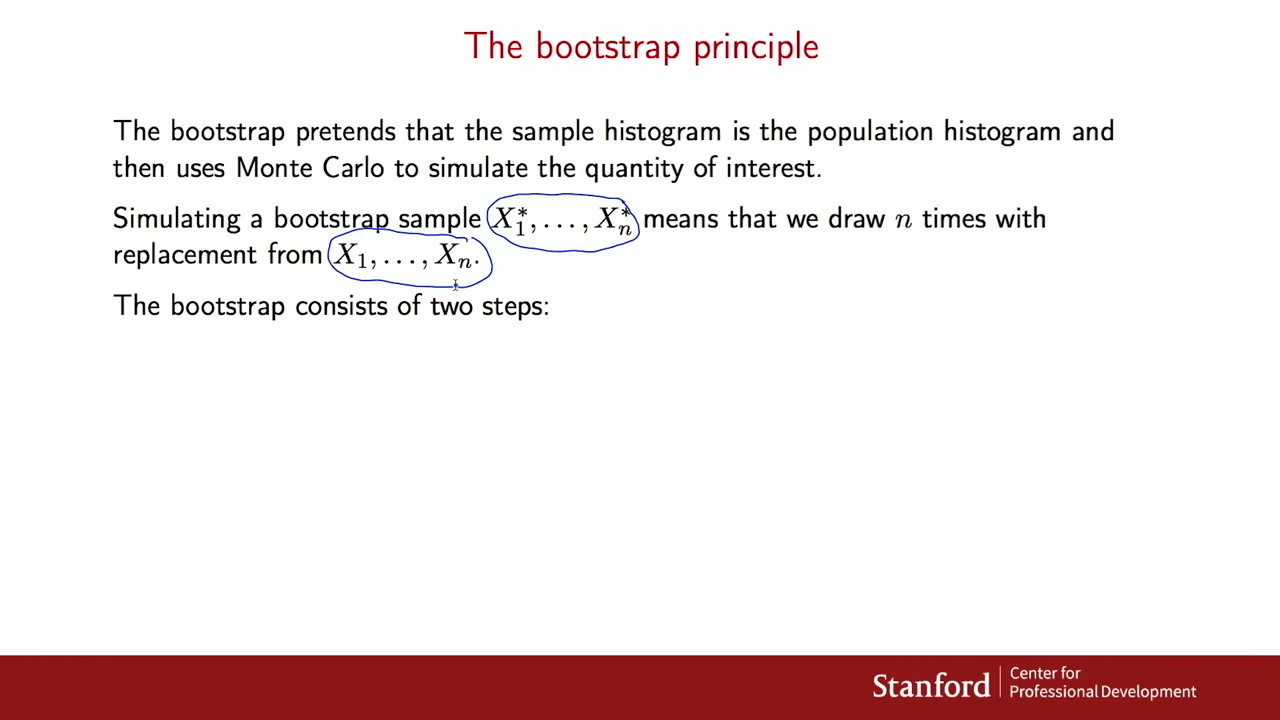 The bootstrap principle
The bootstrap pretends that the sample histogram is the population histogram and
then uses Monte Carlo to simulate the quantity of interest.
Simulating a bootstrap sample X₁*, . . . , Xₙ* means that we draw n times with
replacement from X₁, . . . , Xₙ.
The bootstrap consists of two steps:
Stanford
Center for
Professional Development